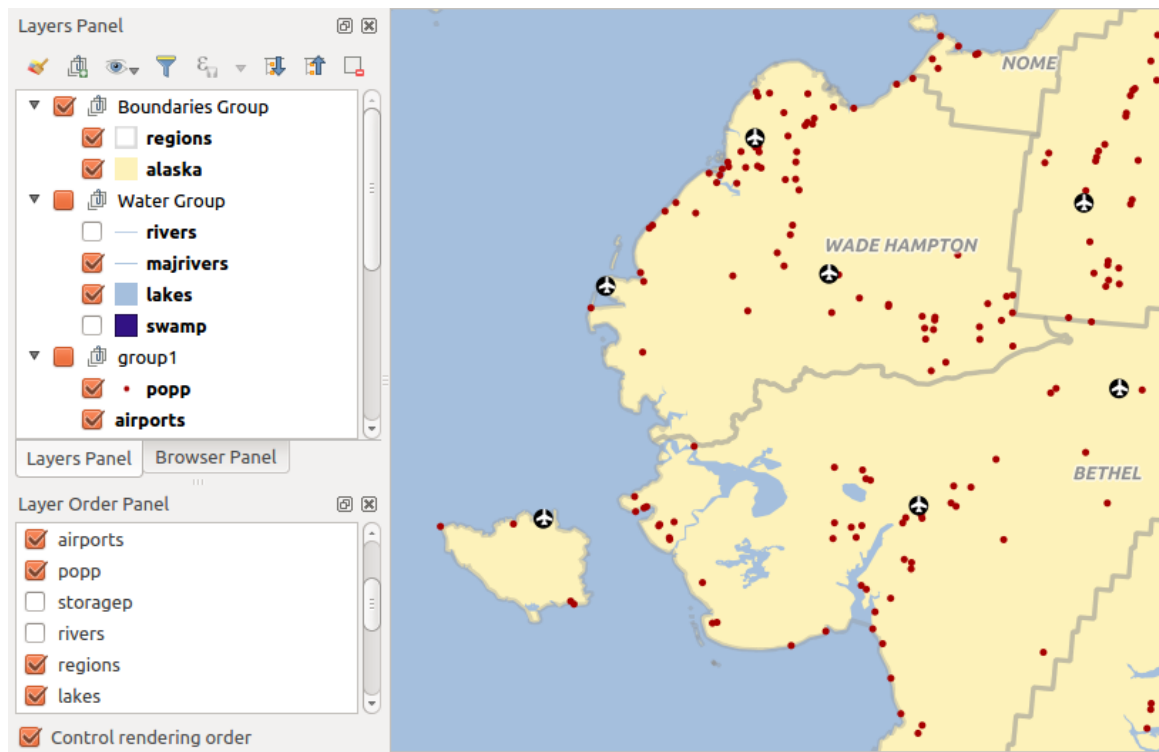 Layers Panel
Boundaries Group
regions
alaska
Water Group
rivers
majrivers
lakes
swamp
group1
popp
airports
Layers Panel
Browser Panel
Layer Order Panel
airports
popp
storagep
rivers
regions
lakes
Control rendering order
NOME
WADE HAMPTON
BETHEL